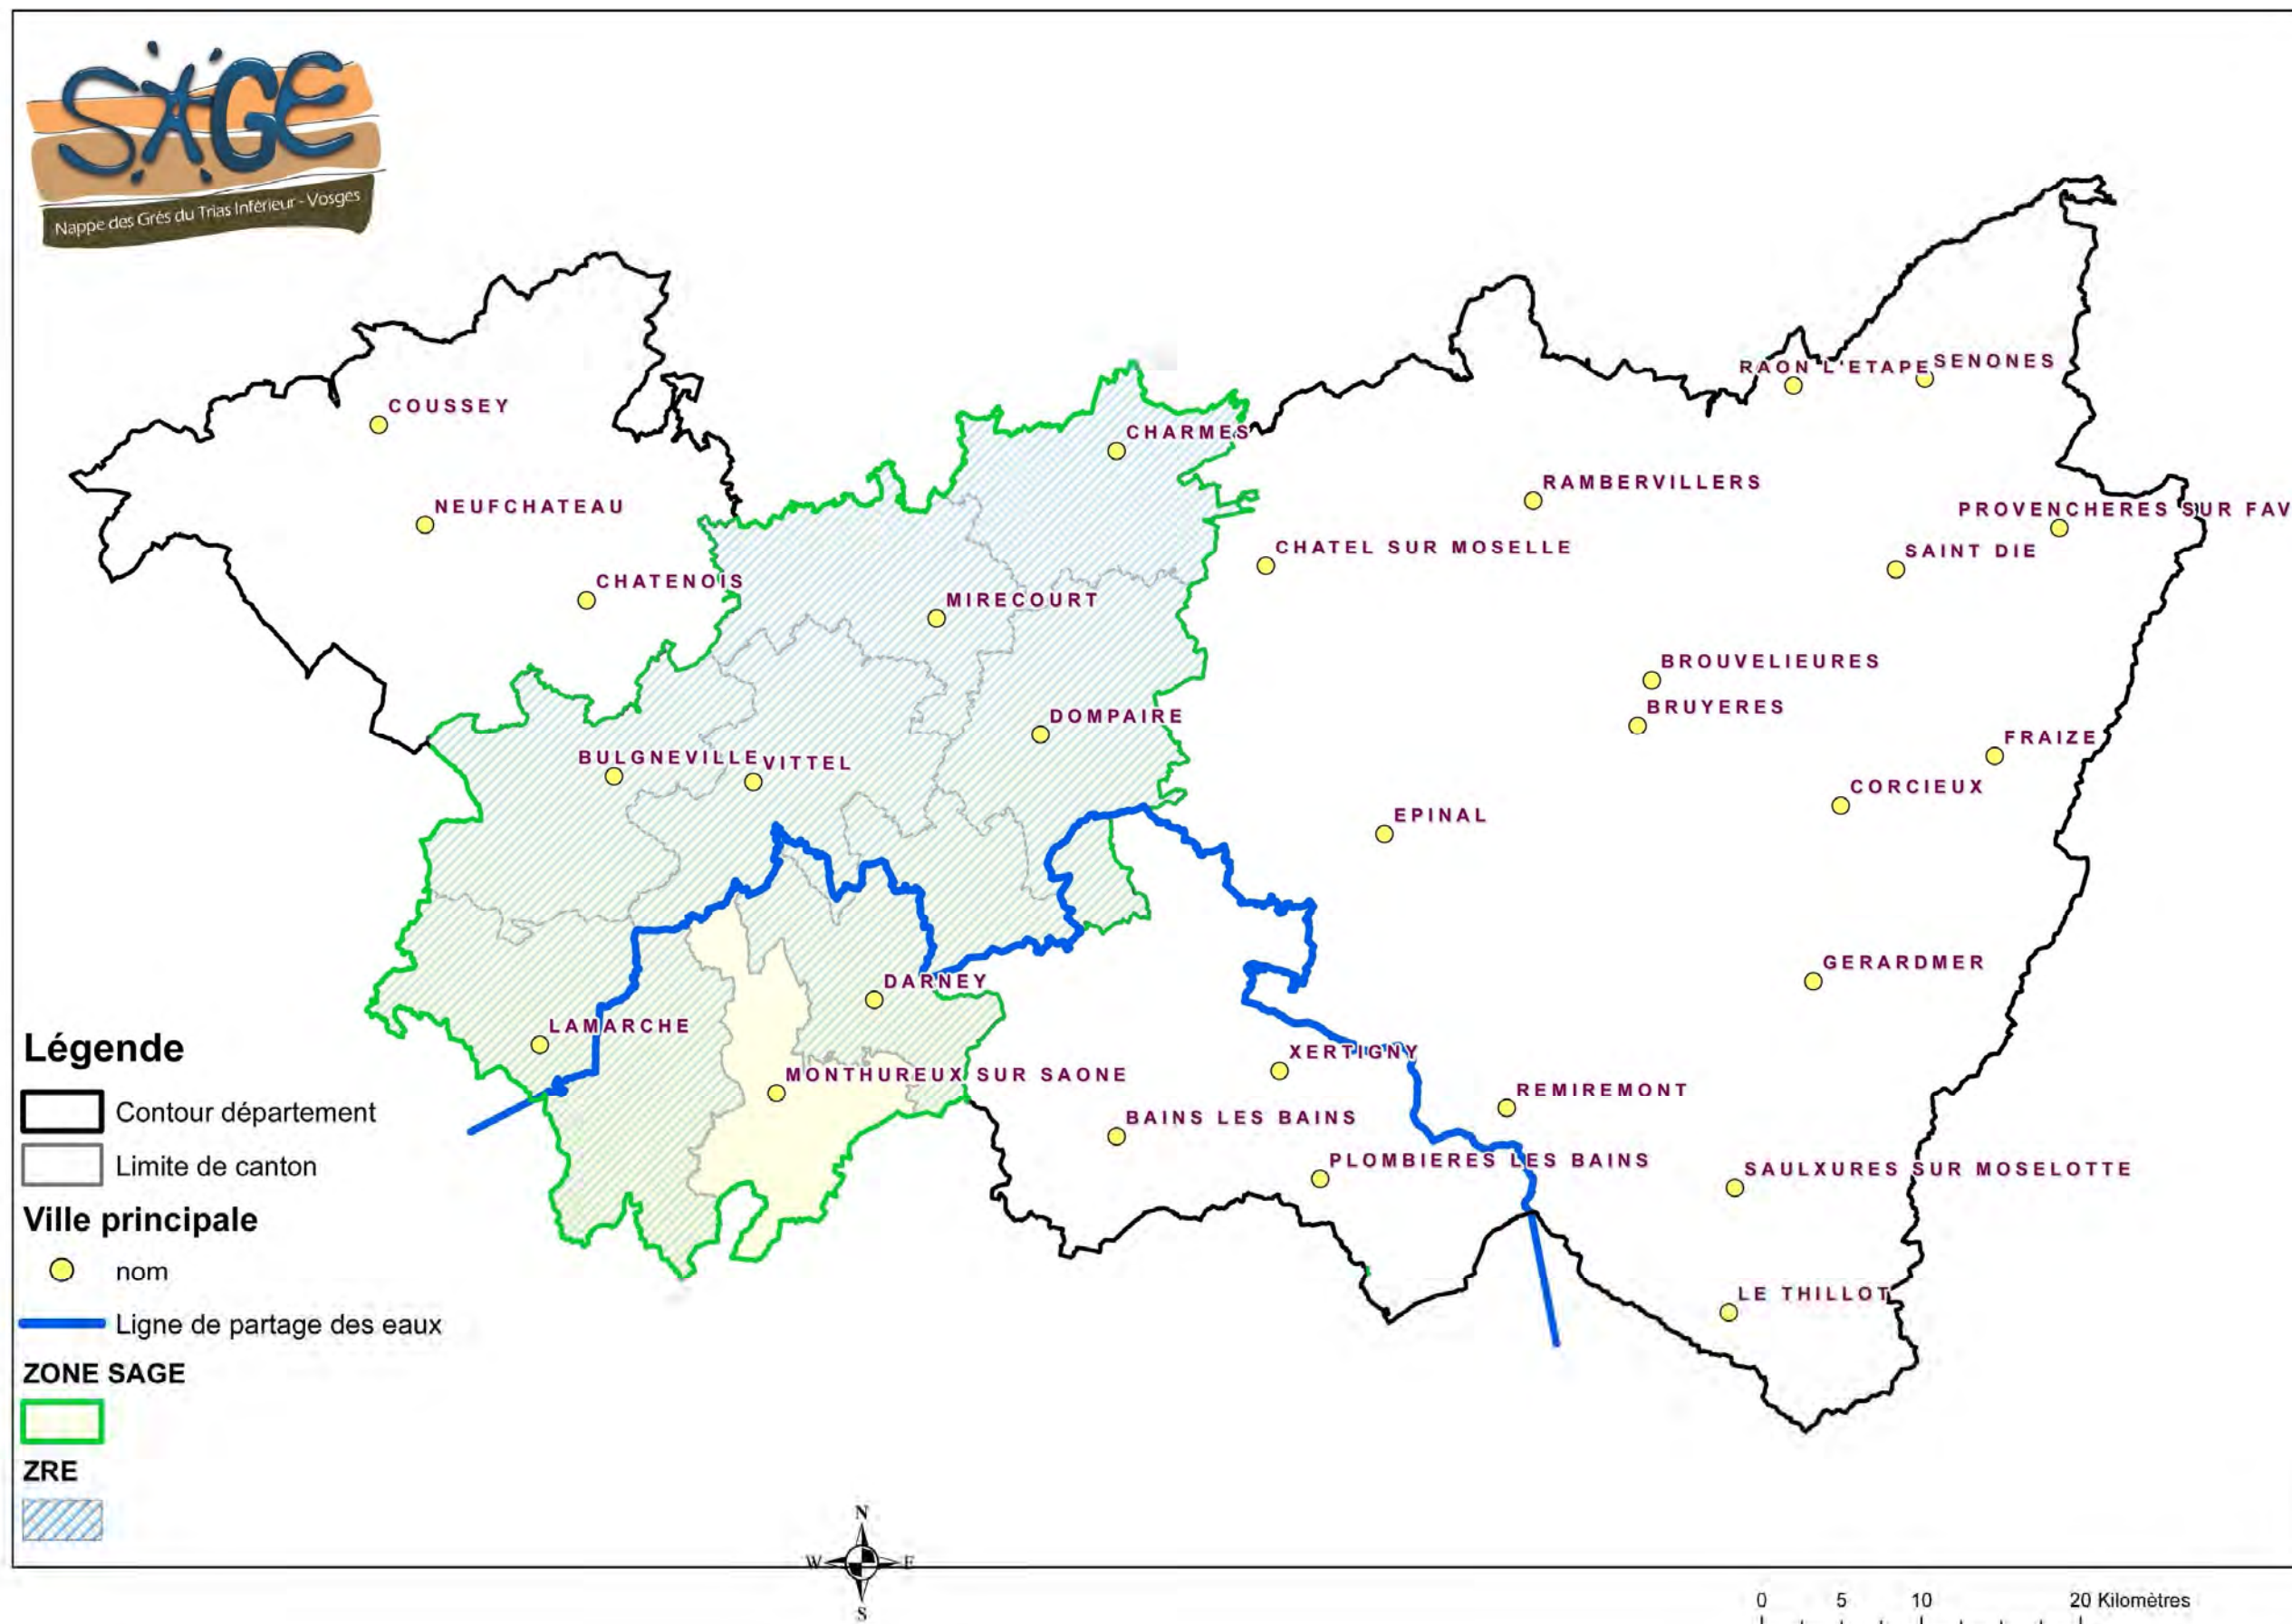 SAGE
Nappe des Grès du Trias Inférieur - Vosges
RAON L'ETAPE
SENONES
COUSSEY
CHARMES
RAMBERVILLERS
NEUFCHATEAU
PROVENCHERES SUR FAV
CHATEL SUR MOSELLE
SAINT DIE
CHATENOIS
MIRECOURT
BROUVELIEURES
BRUYERES
DOMPAIRE
FRAIZE
BULGNEVILLE
VITTEL
CORCIEUX
EPINAL
GERARDMER
DARNEY
LAMARCHE
XERTIGNY
MONTHUREUX SUR SAONE
REMIREMONT
BAINS LES BAINS
PLOMBIERES LES BAINS
SAULXURES SUR MOSELOTTE
LE THILLOT
Légende
Contour département
Limite de canton
Ville principale
nom
Ligne de partage des eaux
ZONE SAGE
ZRE
N
W
E
S
0 5 10 20 Kilomètres